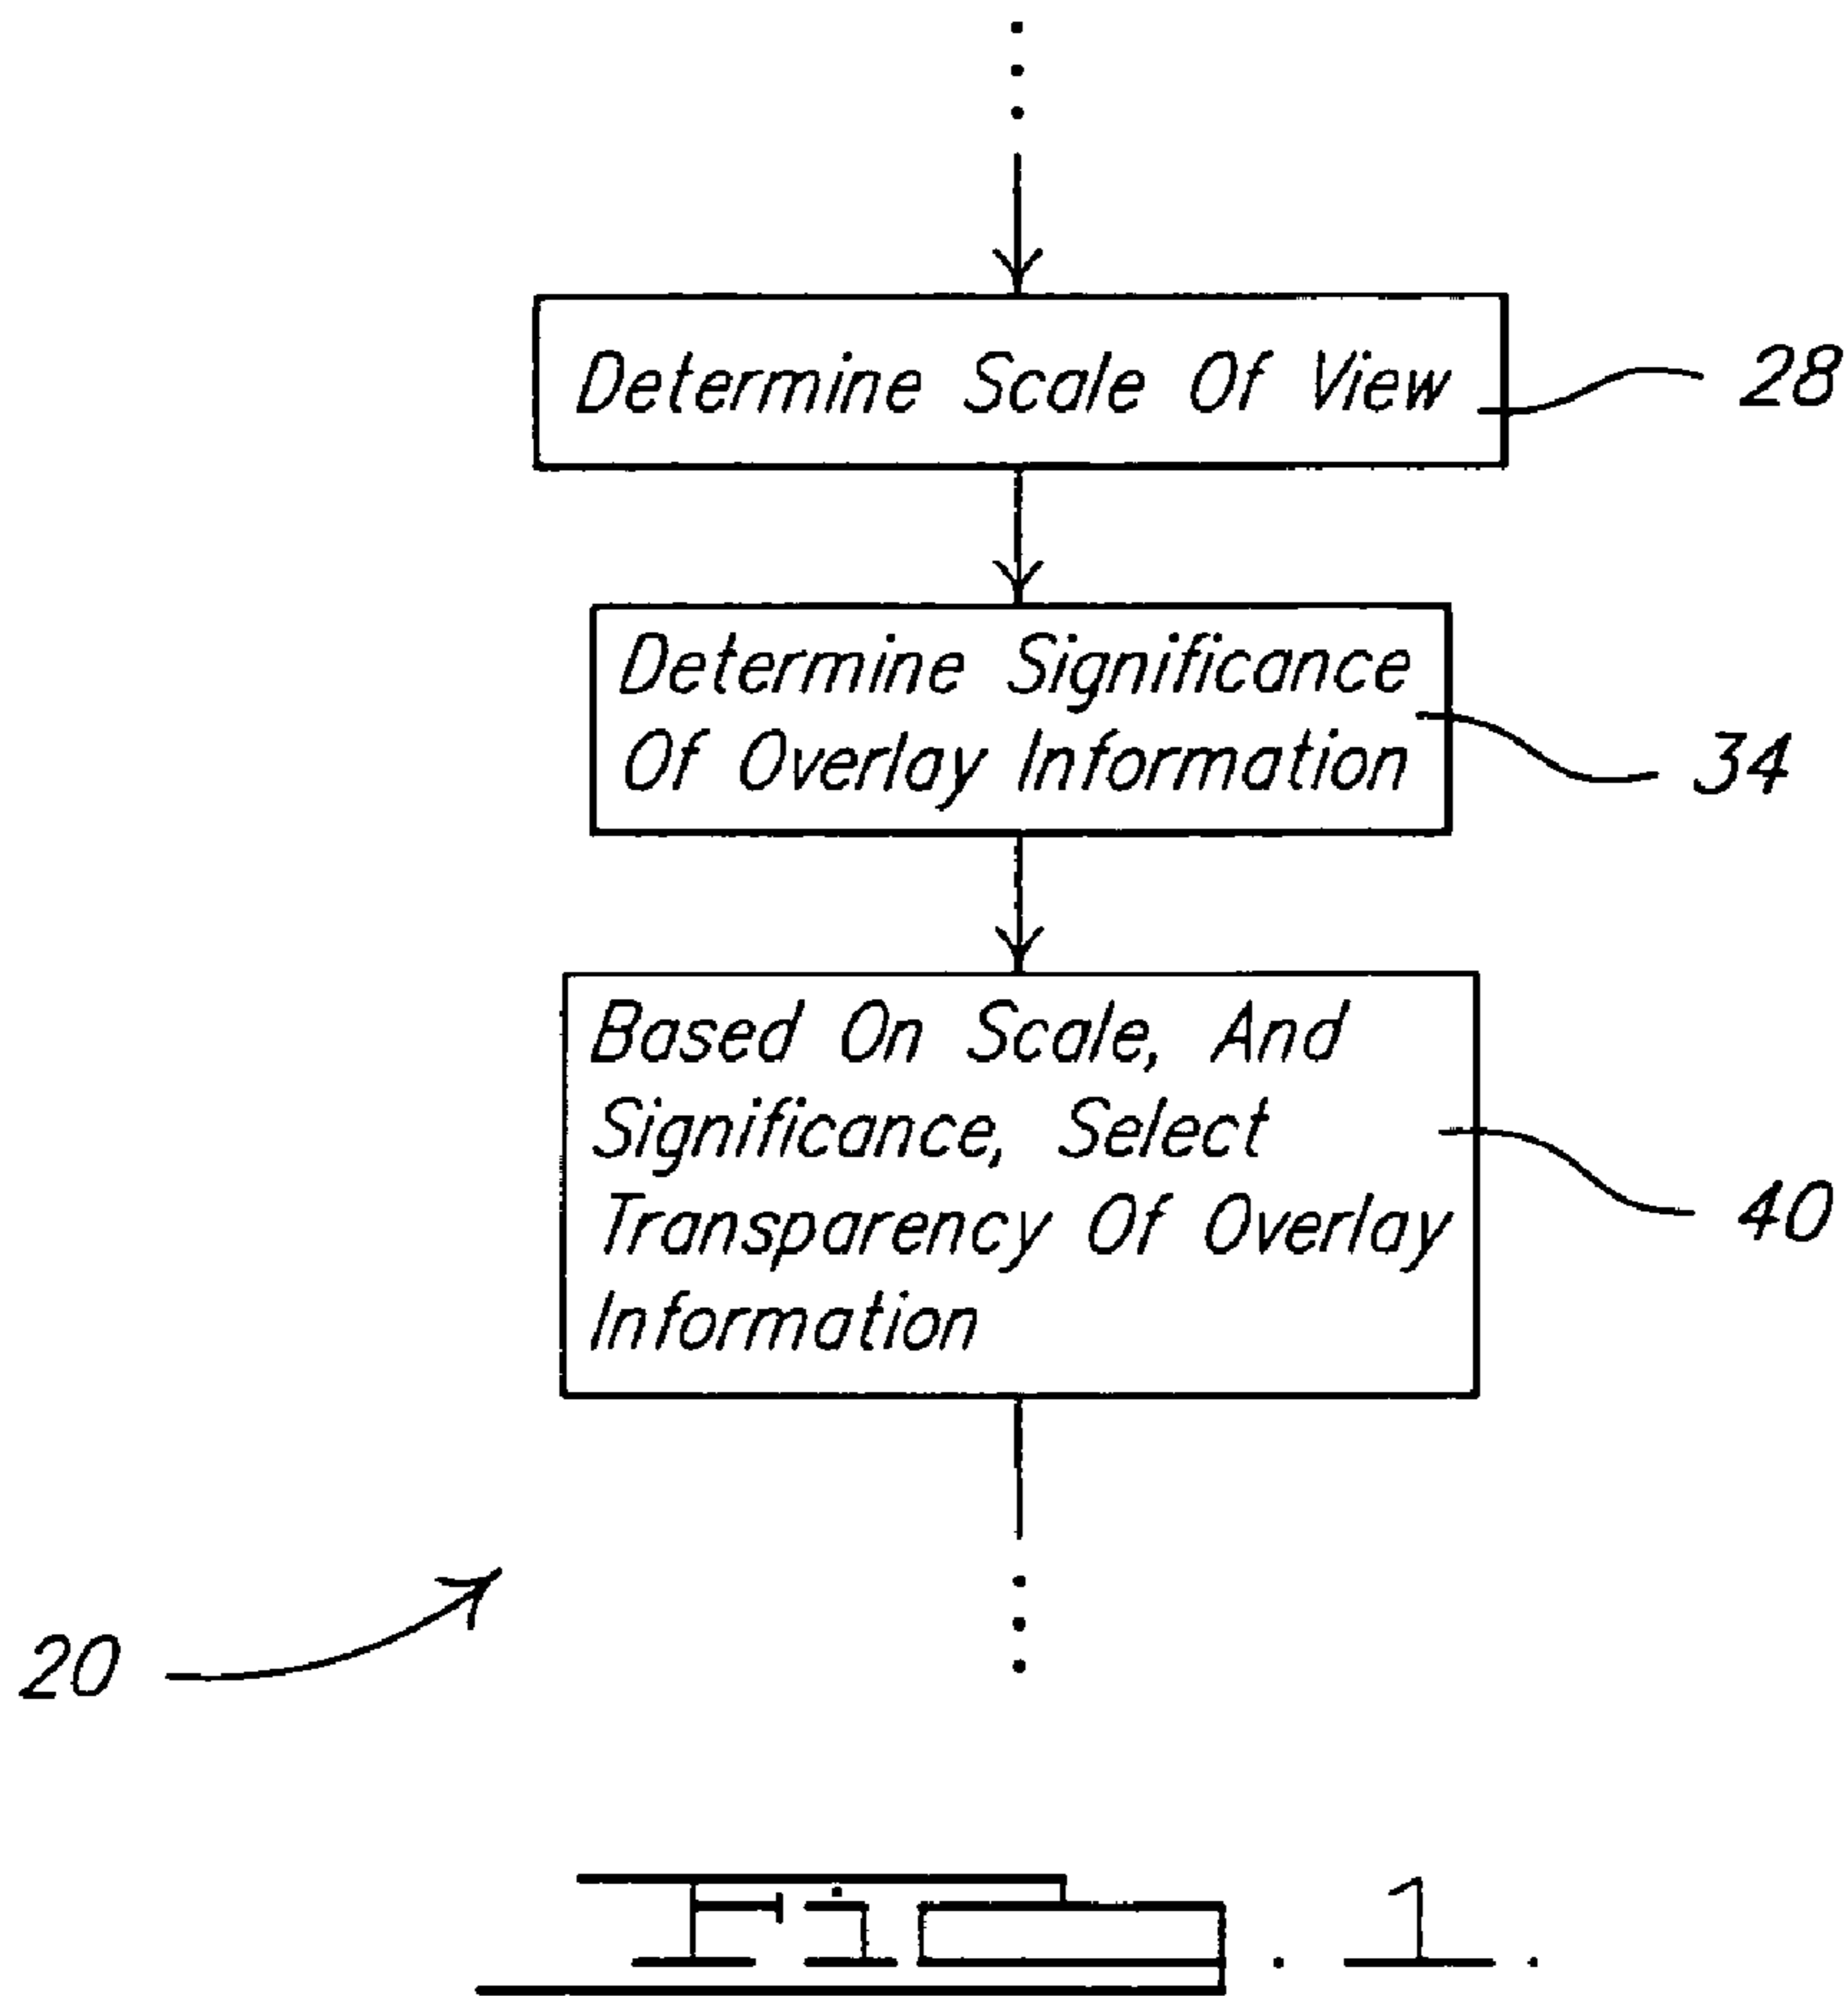 Determine Scale Of View
28
Determine Significance
Of Overlay Information
34
Based On Scale, And
Significance, Select
Transparency Of Overlay
Information
40
20
Fig. 1.